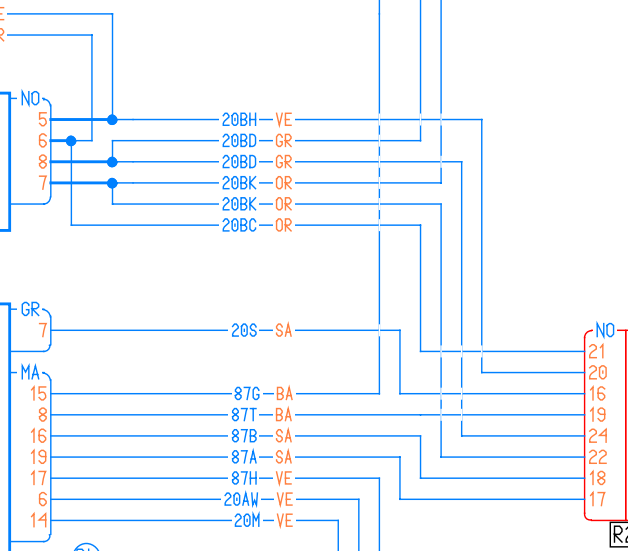 NO
5 20BH VE
6 20BD GR
8 20BD GR
7 20BK OR
20BK OR
20BC OR
GR
7 20S SA NO
21
MA 20
15 87G BA 16
8 87T BA 19
16 87B SA 24
19 87A SA 22
17 87H VE 18
6 20AW VE 17
14 20M VE